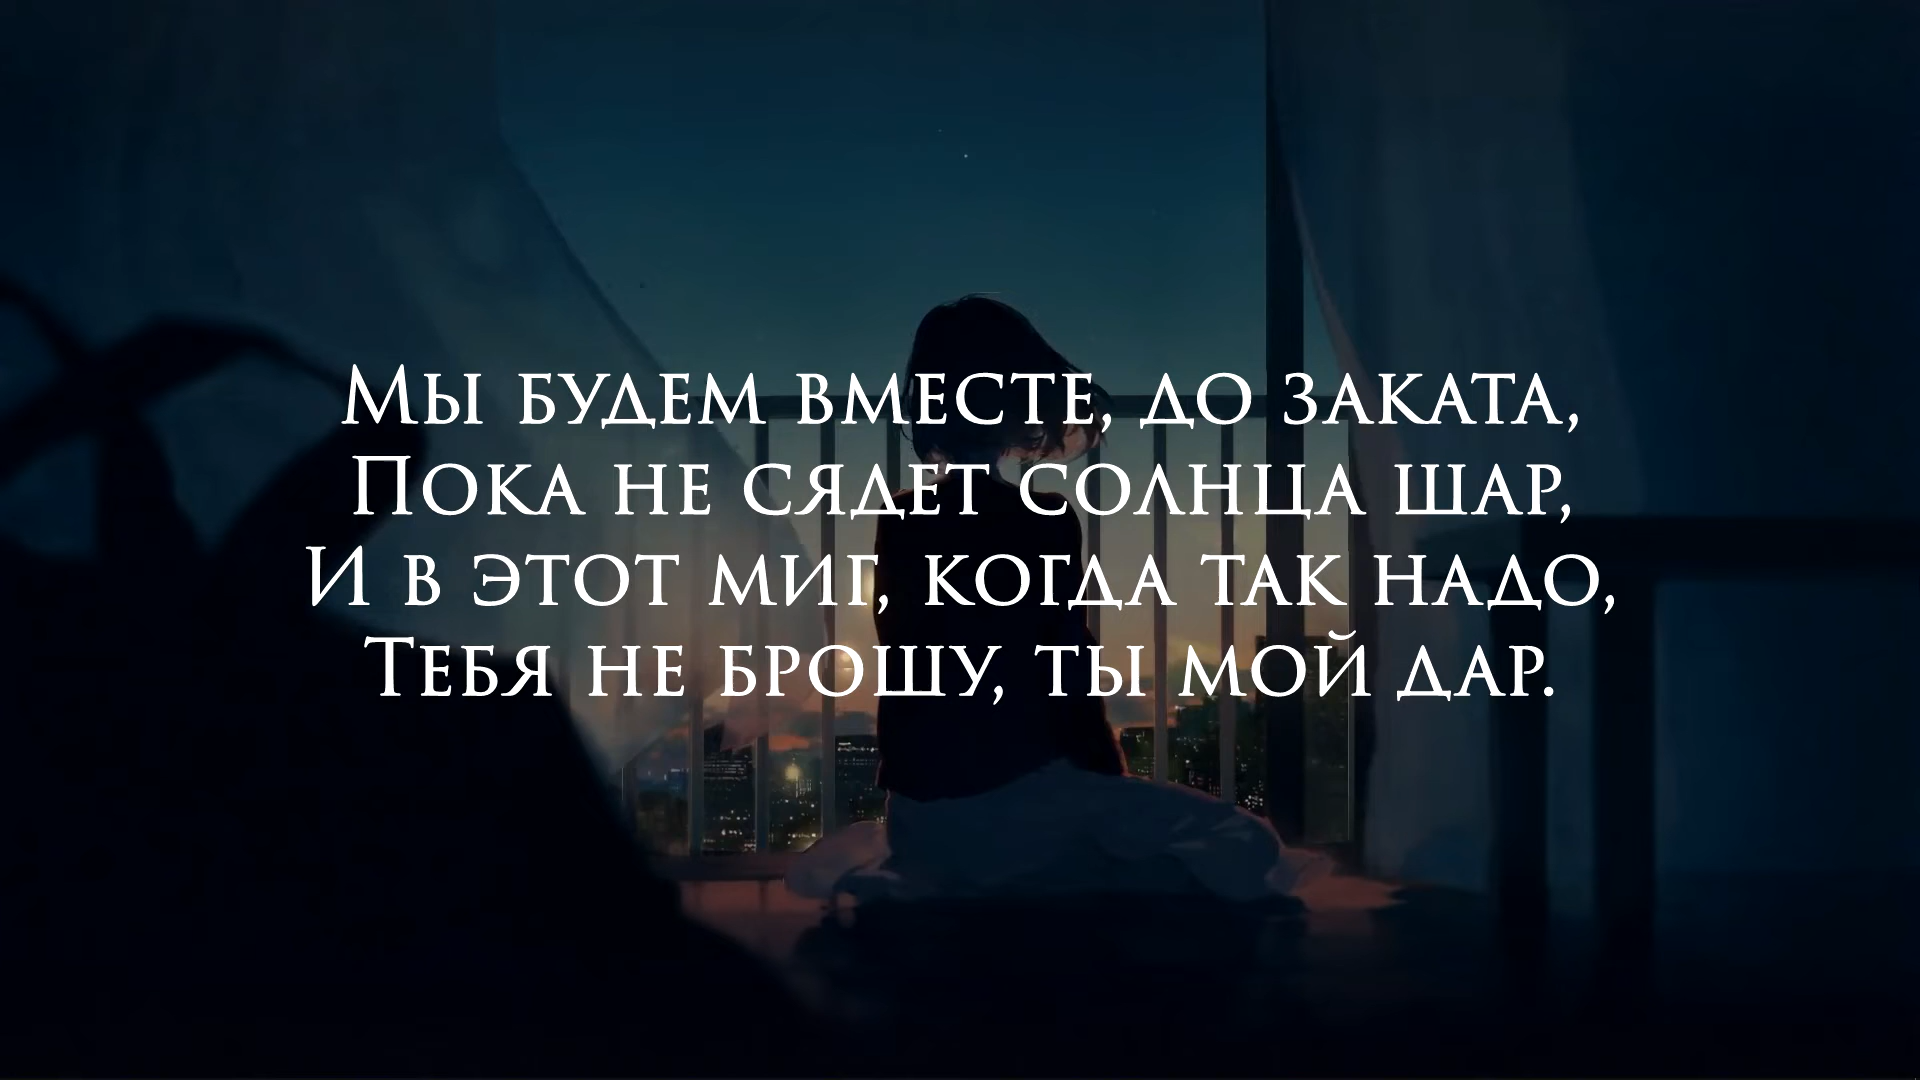 Мы будем вместе, до заката,
Пока не сядет солнца шар,
И в этот миг, когда так надо,
Тебя не брошу, ты мой дар.